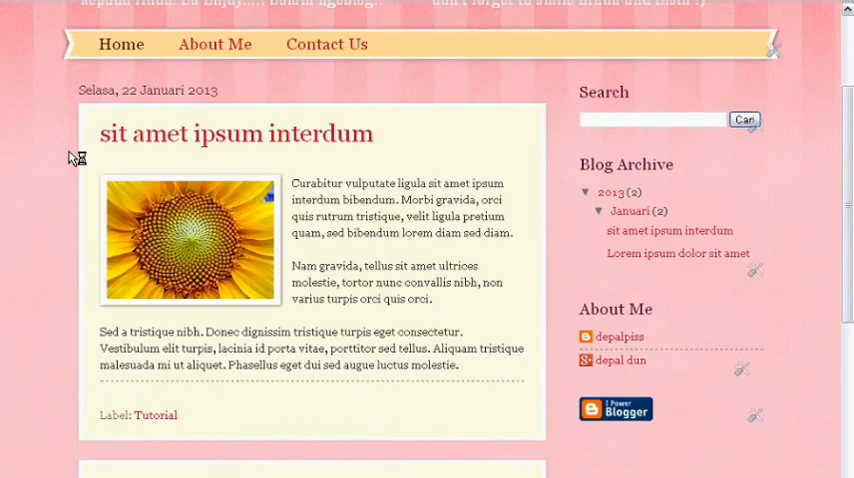 Home About Me Contact Us
Selasa, 22 Januari 2013
sit amet ipsum interdum
Curabitur vulputate ligula sit amet ipsum
interdum bibendum. Morbi gravida, orci
quis rutrum tristique, velit ligula pretium
quam, sed bibendum lorem diam sed diam.
Nam gravida, tellus sit amet ultrices
molestie, tortor nunc convallis nibh, non
varius turpis orci quis orci.
Sed a tristique nibh. Donec dignissim tristique turpis eget consectetur.
Vestibulum elit turpis, lacinia id porta vitae, porttitor sed tellus. Aliquam tristique
malesuada mi ut aliquet. Phasellus eget dui sed augue luctus molestie.
Label: Tutorial
Search
Cari
Blog Archive
▼ 2013 (2)
▼ Januari (2)
sit amet ipsum interdum
Lorem ipsum dolor sit amet
About Me
depalpiss
depal dun
I Power
Blogger